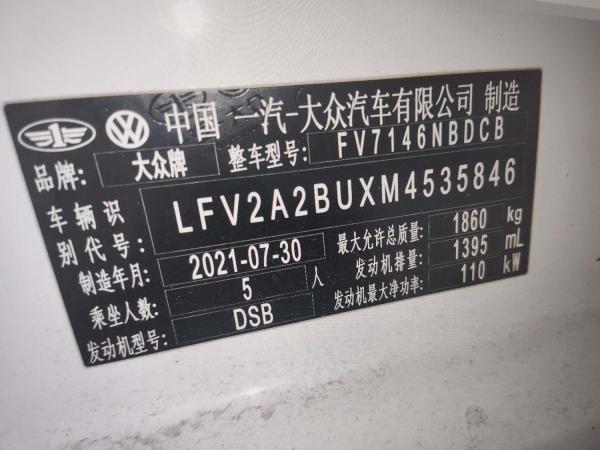 中国 一汽-大众汽车有限公司 制造
品牌: 大众牌 整车型号: FV7146NBDCB
车辆识别代号: LFV2A2BUXM4535846
制造年月: 2021-07-30 最大允许总质量: 1860 kg
乘坐人数: 5 人 发动机排量: 1395 mL
发动机型号: DSB 发动机最大净功率: 110 kW